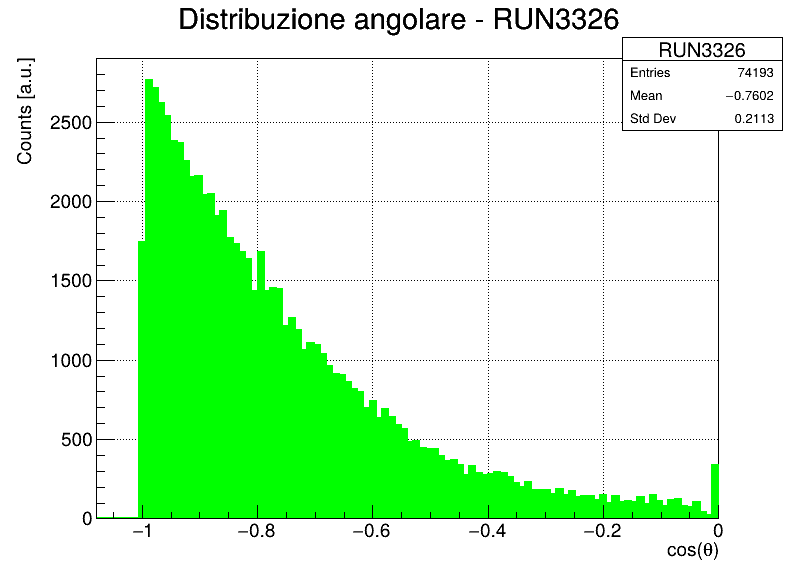 Distribuzione angolare - RUN3326
RUN3326
Entries 74193
Mean −0.7602
Std Dev 0.2113
Counts [a.u.]
2500
2000
1500
1000
500
0
−1 −0.8 −0.6 −0.4 −0.2 0
cos(θ)